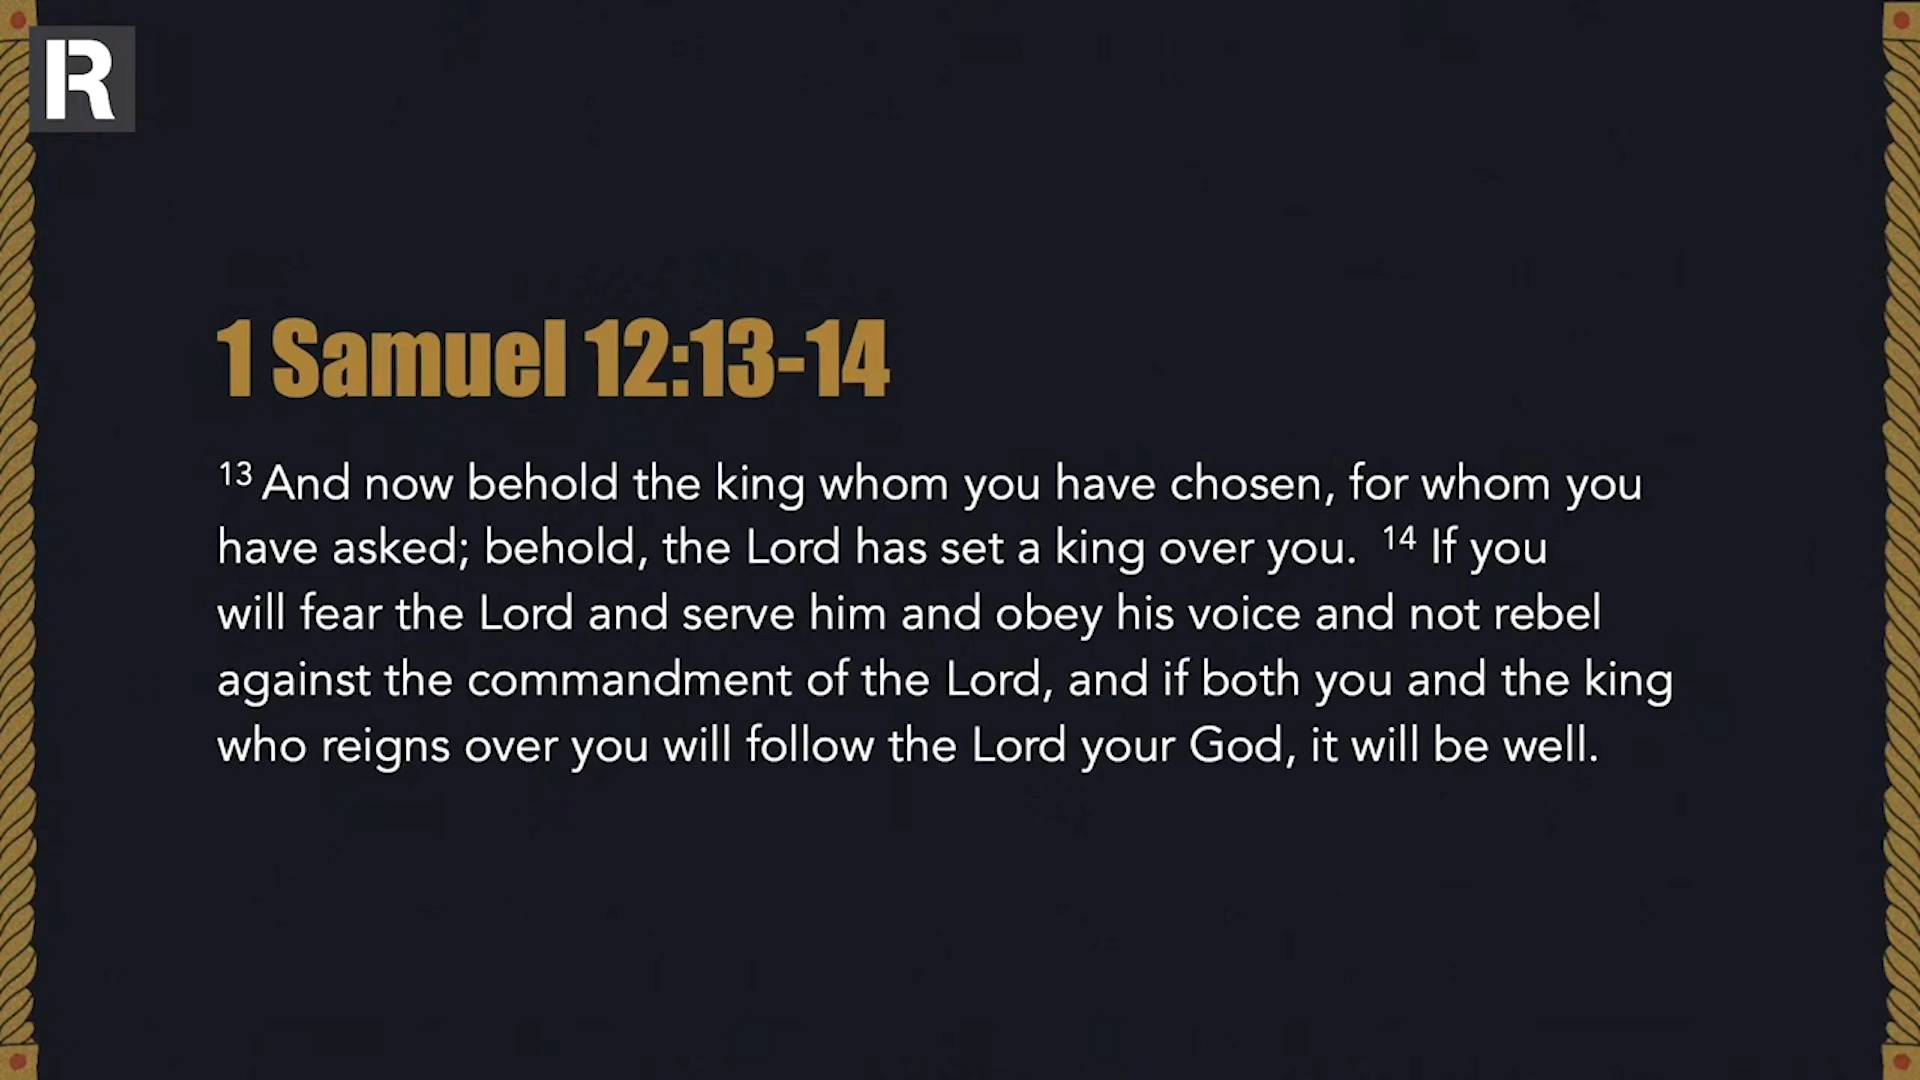 R
1 Samuel 12:13-14
13 And now behold the king whom you have chosen, for whom you
have asked; behold, the Lord has set a king over you. 14 If you
will fear the Lord and serve him and obey his voice and not rebel
against the commandment of the Lord, and if both you and the king
who reigns over you will follow the Lord your God, it will be well.